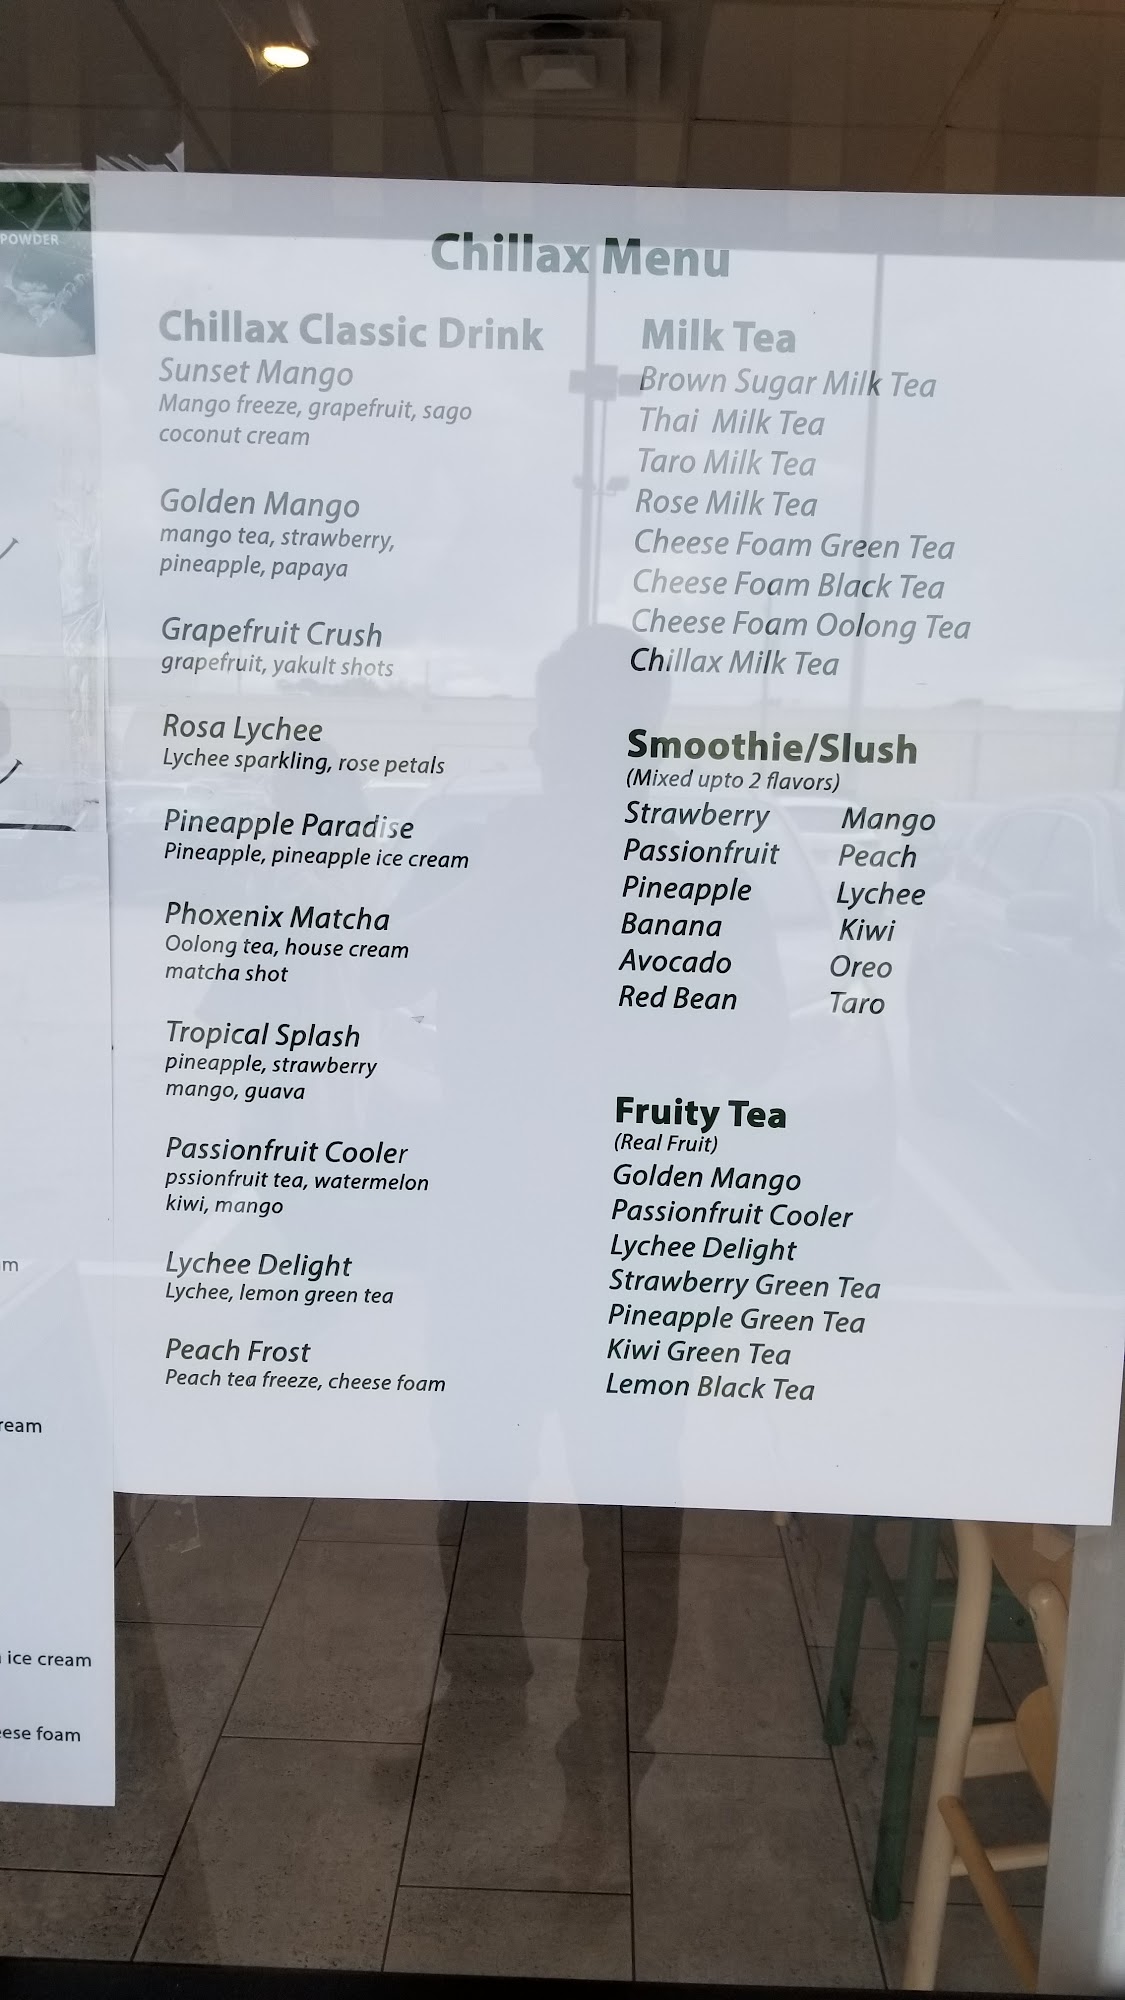 POWDER
Chillax Menu
Chillax Classic Drink
Sunset Mango
Mango freeze, grapefruit, sago
coconut cream
Golden Mango
mango tea, strawberry,
pineapple, papaya
Grapefruit Crush
grapefruit, yakult shots
Rosa Lychee
Lychee sparkling, rose petals
Pineapple Paradise
Pineapple, pineapple ice cream
Phoxenix Matcha
Oolong tea, house cream
matcha shot
Tropical Splash
pineapple, strawberry
mango, guava
Passionfruit Cooler
pssionfruit tea, watermelon
kiwi, mango
Lychee Delight
Lychee, lemon green tea
Peach Frost
Peach tea freeze, cheese foam
Milk Tea
Brown Sugar Milk Tea
Thai Milk Tea
Taro Milk Tea
Rose Milk Tea
Cheese Foam Green Tea
Cheese Foam Black Tea
Cheese Foam Oolong Tea
Chillax Milk Tea
Smoothie/Slush
(Mixed upto 2 flavors)
Strawberry Mango
Passionfruit Peach
Pineapple Lychee
Banana Kiwi
Avocado Oreo
Red Bean Taro
Fruity Tea
(Real Fruit)
Golden Mango
Passionfruit Cooler
Lychee Delight
Strawberry Green Tea
Pineapple Green Tea
Kiwi Green Tea
Lemon Black Tea
ice cream
foam